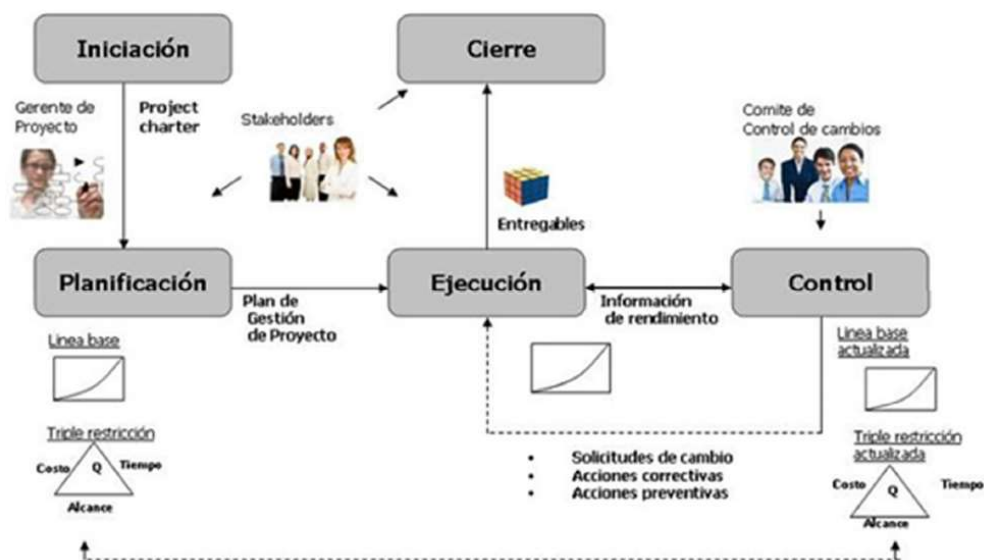 Iniciación
Cierre
Gerente de
Proyecto
Project
charter
Stakeholders
Comite de
Control de cambios
Entregables
Planificación
Ejecución
Control
Plan de
Gestión
de Proyecto
Información
de rendimiento
Linea base
Linea base
actualizada
Triple restricción
Costo
Q
Tiempo
Alcance
Solicitudes de cambio
Acciones correctivas
Acciones preventivas
Triple restricción
actualizada
Costo
Q
Tiempo
Alcance